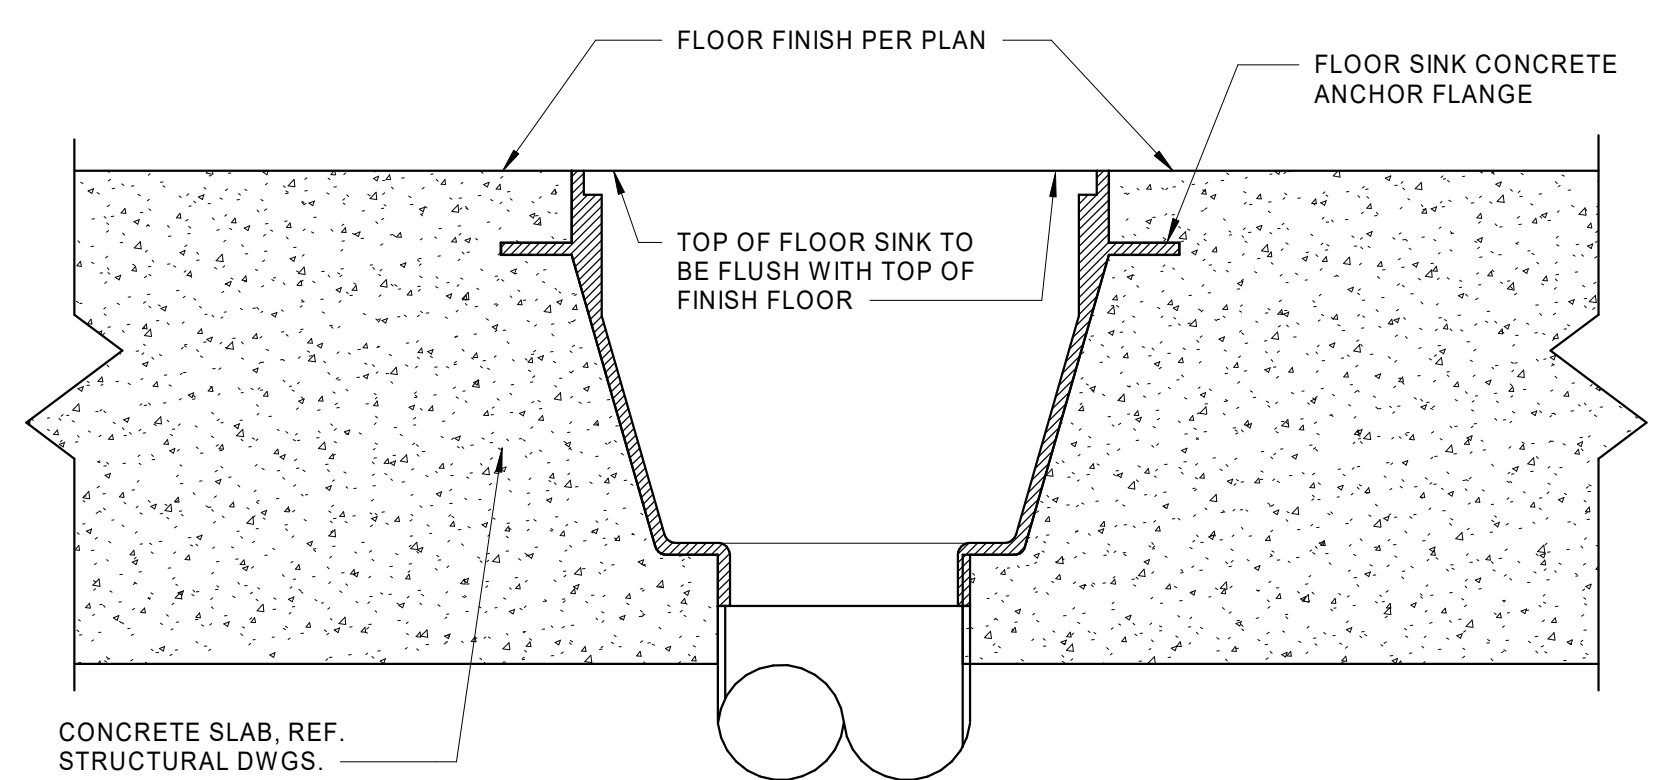 FLOOR FINISH PER PLAN
FLOOR SINK CONCRETE
ANCHOR FLANGE
TOP OF FLOOR SINK TO
BE FLUSH WITH TOP OF
FINISH FLOOR
CONCRETE SLAB, REF.
STRUCTURAL DWGS.